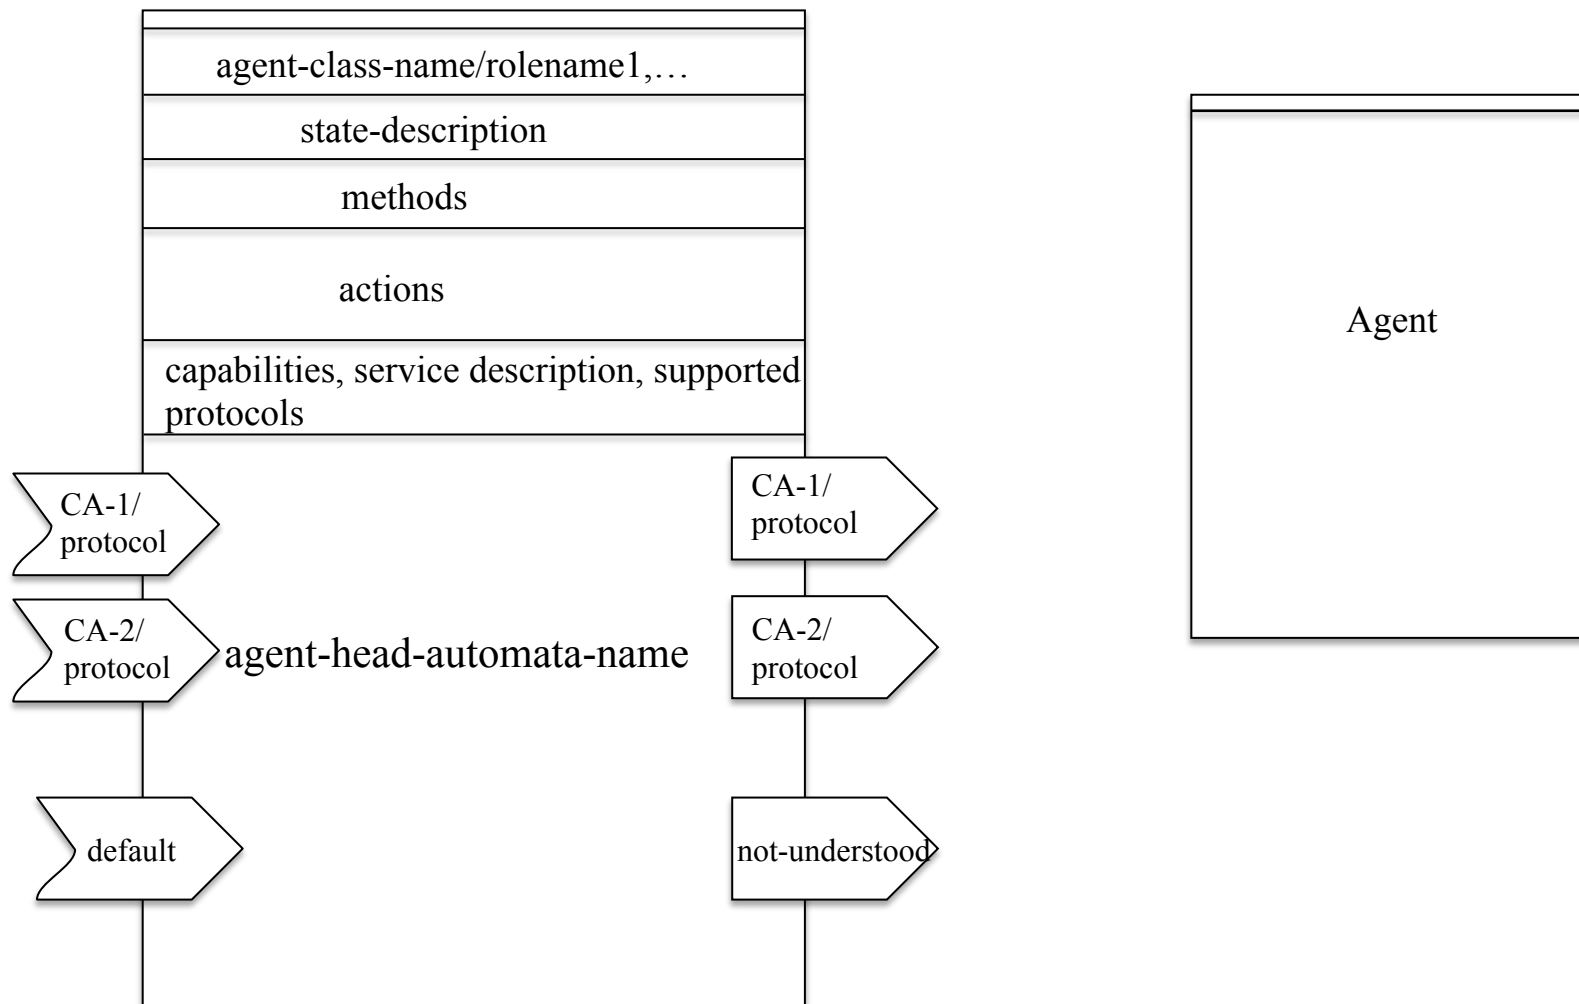 agent-class-name/rolename1,…
state-description
methods
actions
capabilities, service description, supported
protocols
CA-1/
protocol
CA-1/
protocol
CA-2/
protocol
agent-head-automata-name
CA-2/
protocol
default
not-understood
Agent